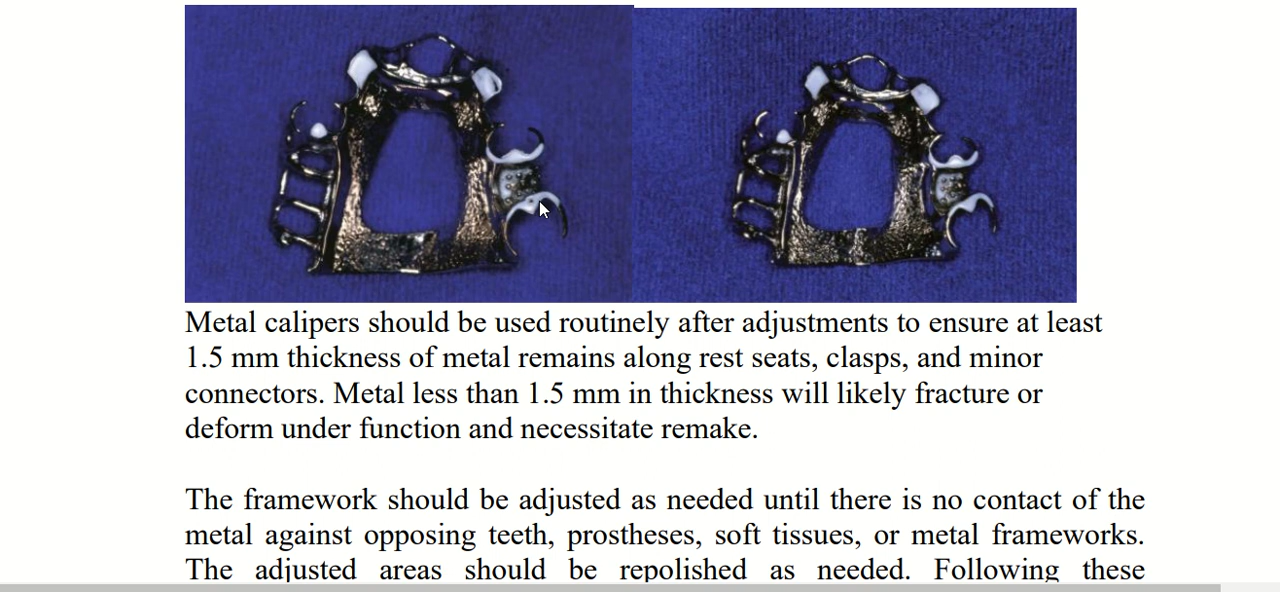 Metal calipers should be used routinely after adjustments to ensure at least
1.5 mm thickness of metal remains along rest seats, clasps, and minor
connectors. Metal less than 1.5 mm in thickness will likely fracture or
deform under function and necessitate remake.
The framework should be adjusted as needed until there is no contact of the
metal against opposing teeth, prostheses, soft tissues, or metal frameworks.
The adjusted areas should be repolished as needed. Following these